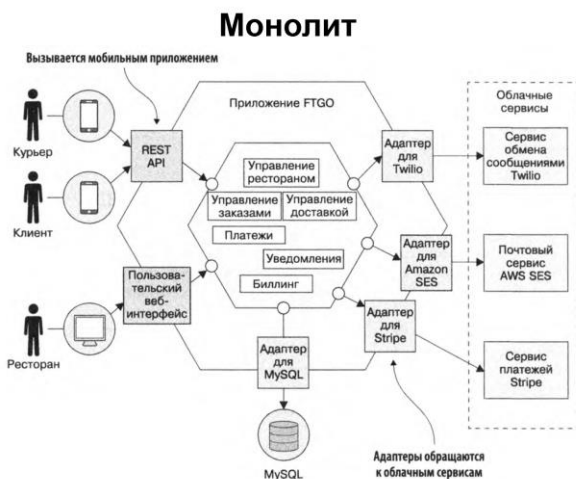 Монолит
Вызывается мобильным приложением
Облачные
сервисы
Приложение FTGO
Курьер
REST
API
Адаптер
для
Twilio
Сервис
обмена
сообщениями
Twilio
Управление
рестораном
Управление
заказами
Управление
доставкой
Клиент
Платежи
Уведомления
Биллинг
Адаптер
для
Amazon
SES
Почтовый
сервис
AWS SES
Пользова-
тельский
веб-
интерфейс
Ресторан
Адаптер
для
MySQL
Адаптер
для
Stripe
Сервис
платежей
Stripe
MySQL
Адаптеры обращаются
к облачным сервисам